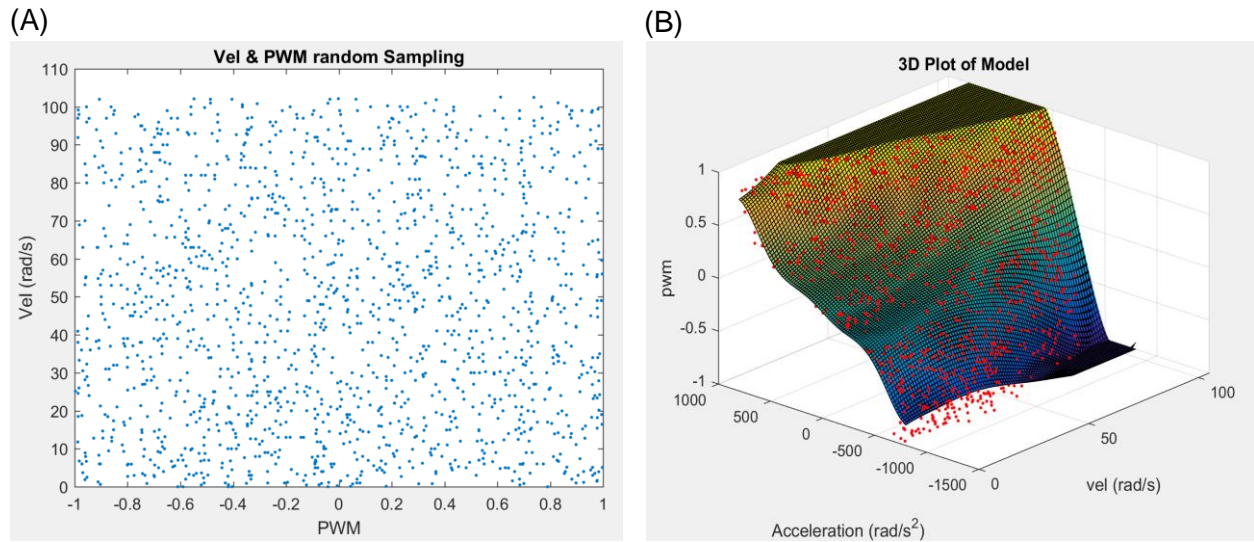 (A)
Vel & PWM random Sampling
110
100
90
80
70
60
50
40
30
20
10
0
Vel (rad/s)
-1 -0.8 -0.6 -0.4 -0.2 0 0.2 0.4 0.6 0.8 1
PWM
(B)
3D Plot of Model
1
0.5
0
-0.5
-1
pwm
1000 500 0 -500 -1000 -1500
Acceleration (rad/s²)
0 50 100
vel (rad/s)